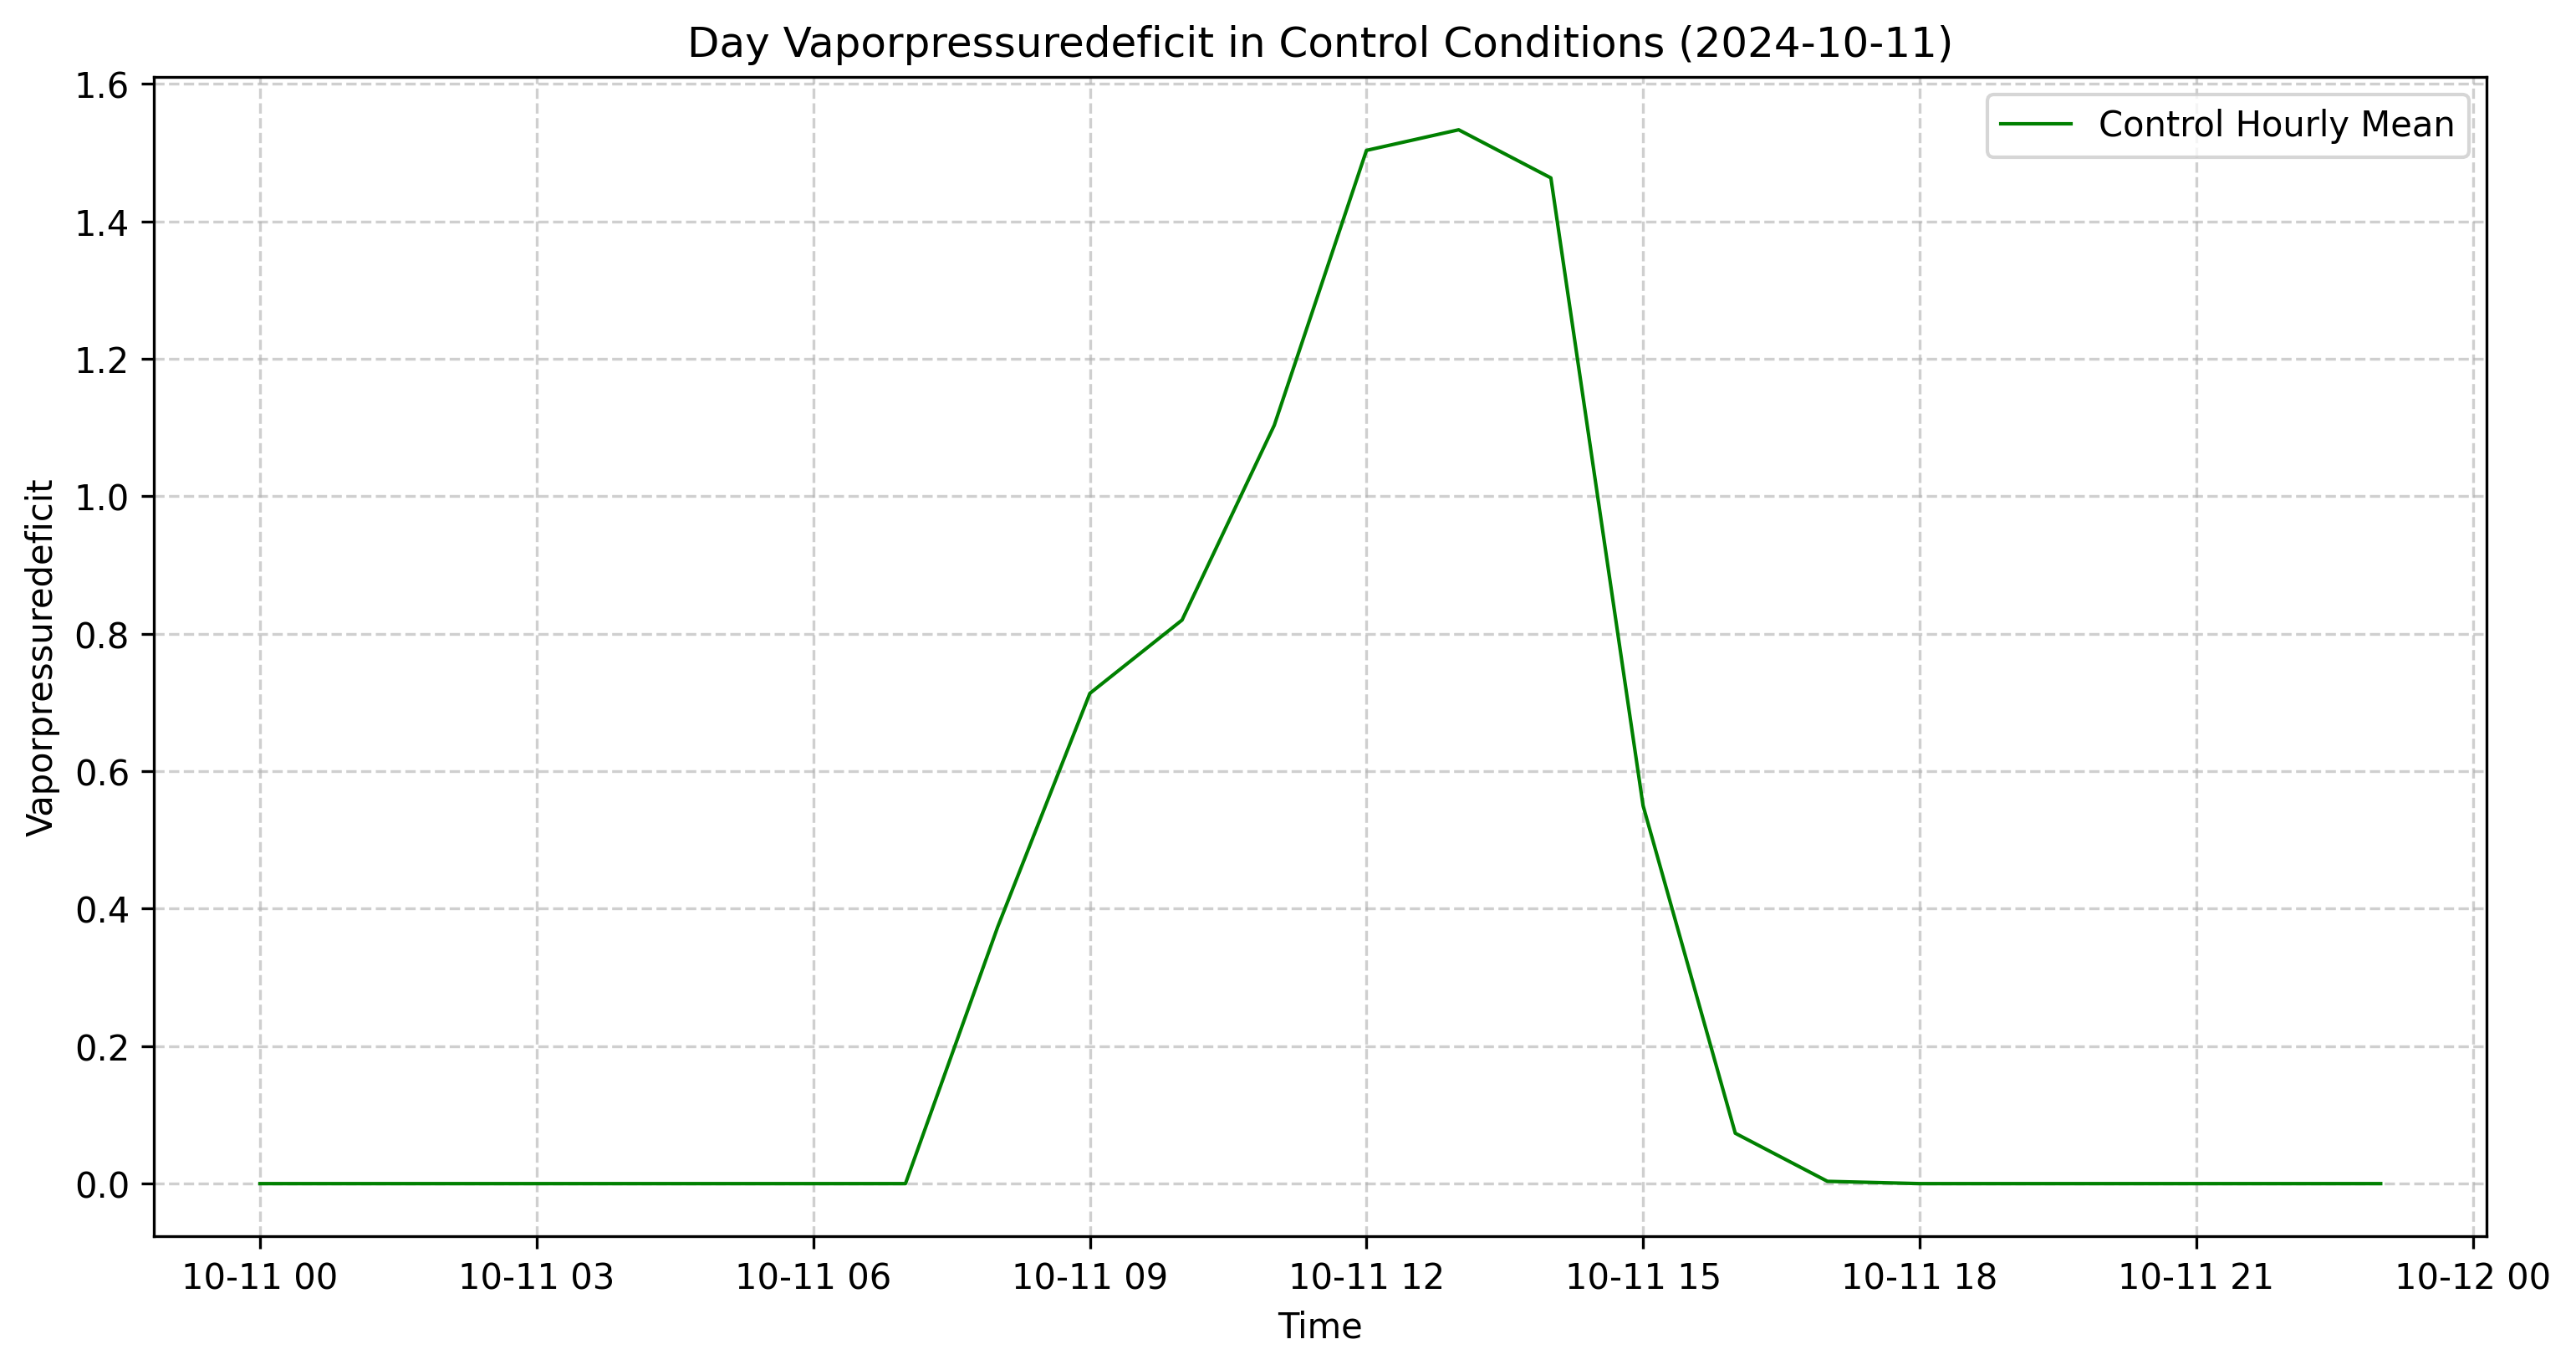 Day Vaporpressuredeficit in Control Conditions (2024-10-11)
Control Hourly Mean
1.6
1.4
1.2
1.0
0.8
0.6
0.4
0.2
0.0
Vaporpressuredeficit
10-11 00 10-11 03 10-11 06 10-11 09 10-11 12 10-11 15 10-11 18 10-11 21 10-12 00
Time